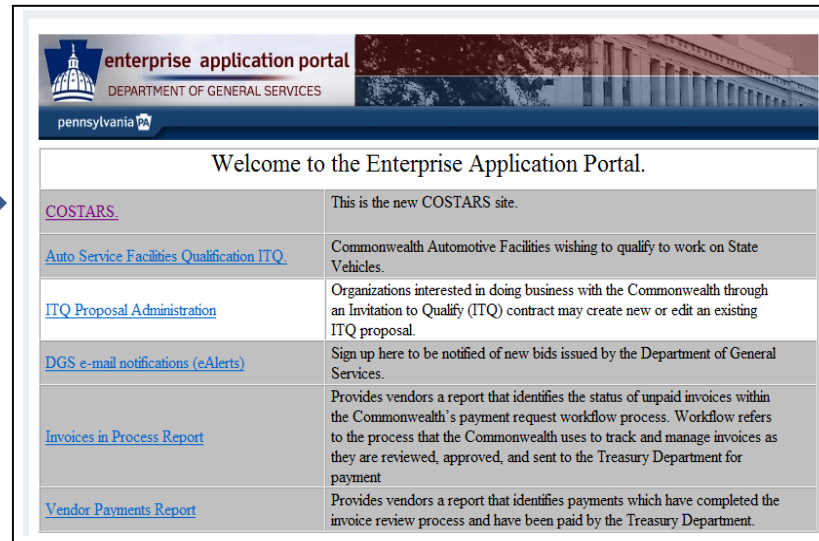 enterprise application portal
DEPARTMENT OF GENERAL SERVICES
pennsylvania PA
Welcome to the Enterprise Application Portal.
COSTARS.
This is the new COSTARS site.
Auto Service Facilities Qualification ITQ.
Commonwealth Automotive Facilities wishing to qualify to work on State
Vehicles.
ITQ Proposal Administration
Organizations interested in doing business with the Commonwealth through
an Invitation to Qualify (ITQ) contract may create new or edit an existing
ITQ proposal.
DGS e-mail notifications (eAlerts)
Sign up here to be notified of new bids issued by the Department of General
Services.
Invoices in Process Report
Provides vendors a report that identifies the status of unpaid invoices within
the Commonwealth's payment request workflow process. Workflow refers
to the process that the Commonwealth uses to track and manage invoices as
they are reviewed, approved, and sent to the Treasury Department for
payment
Vendor Payments Report
Provides vendors a report that identifies payments which have completed the
invoice review process and have been paid by the Treasury Department.